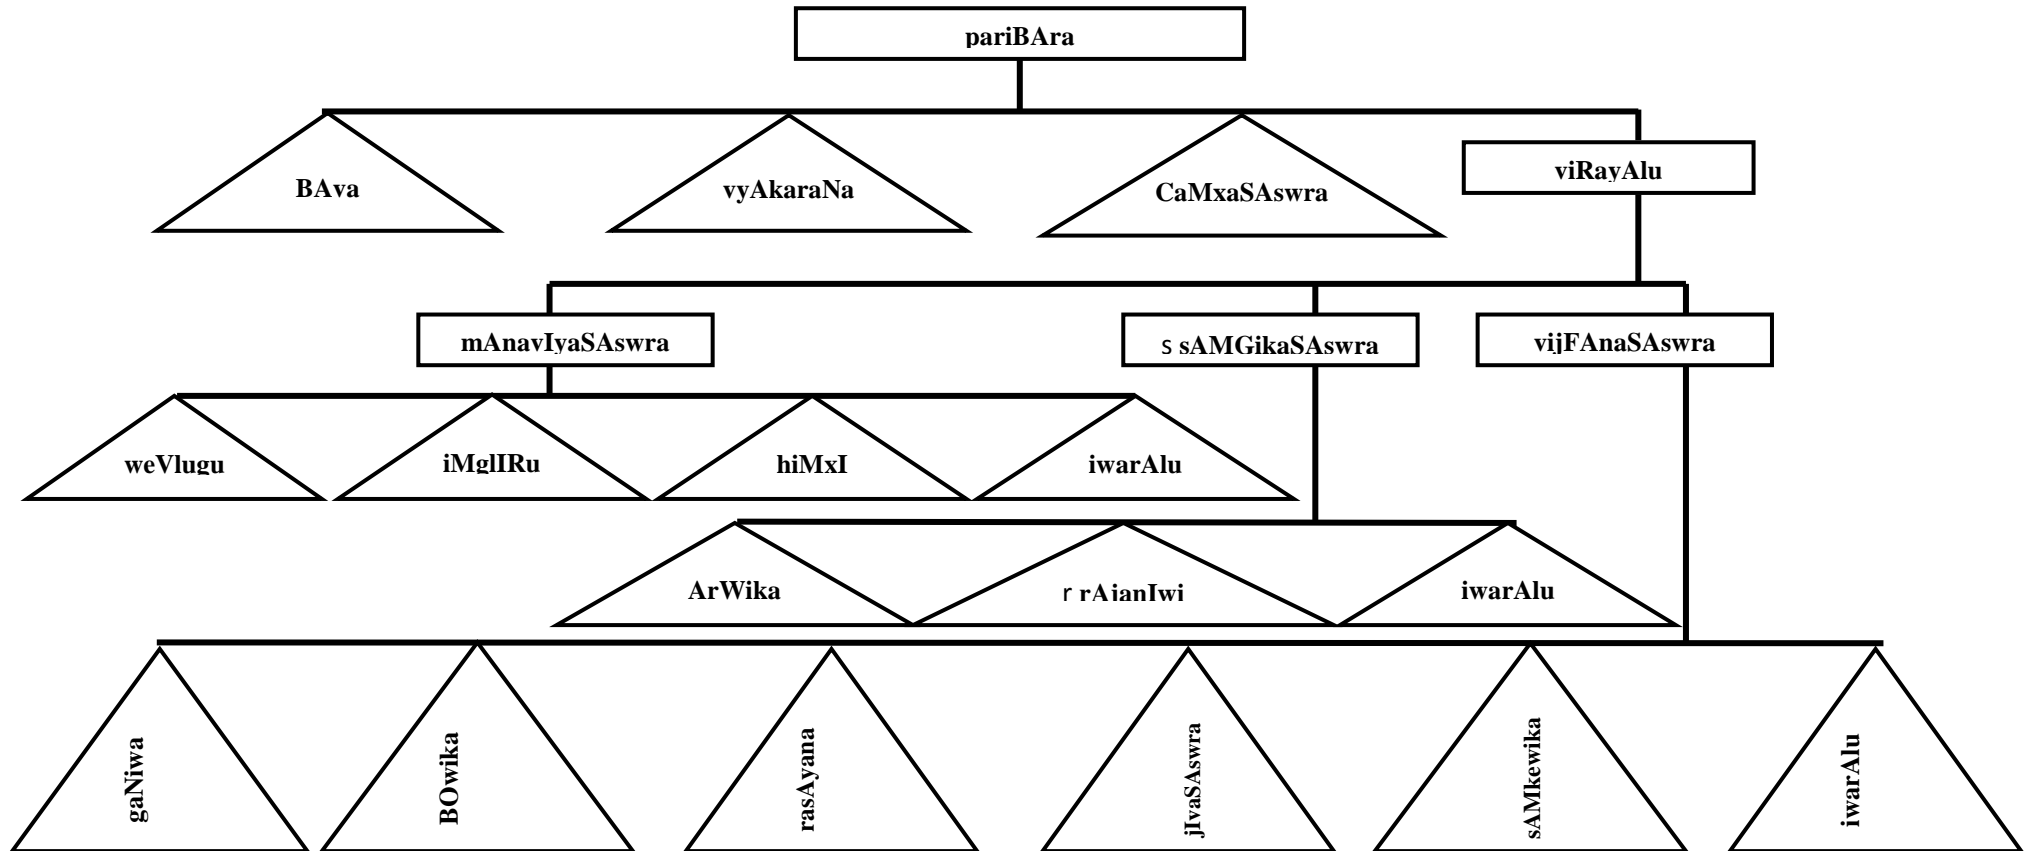 pariBAra
BAva
vyAkaraNa
CaMxaSAswra
viRayAlu
mAnavIyaSAswra
s sAMGikaSAswra
vijFAnaSAswra
weVlugu
iMglIRu
hiMxI
iwarAlu
ArWika
r rAjanIwi
iwarAlu
gaNiwa
BOwika
rasAyana
jIvaSAswra
sAMkewika
iwarAlu